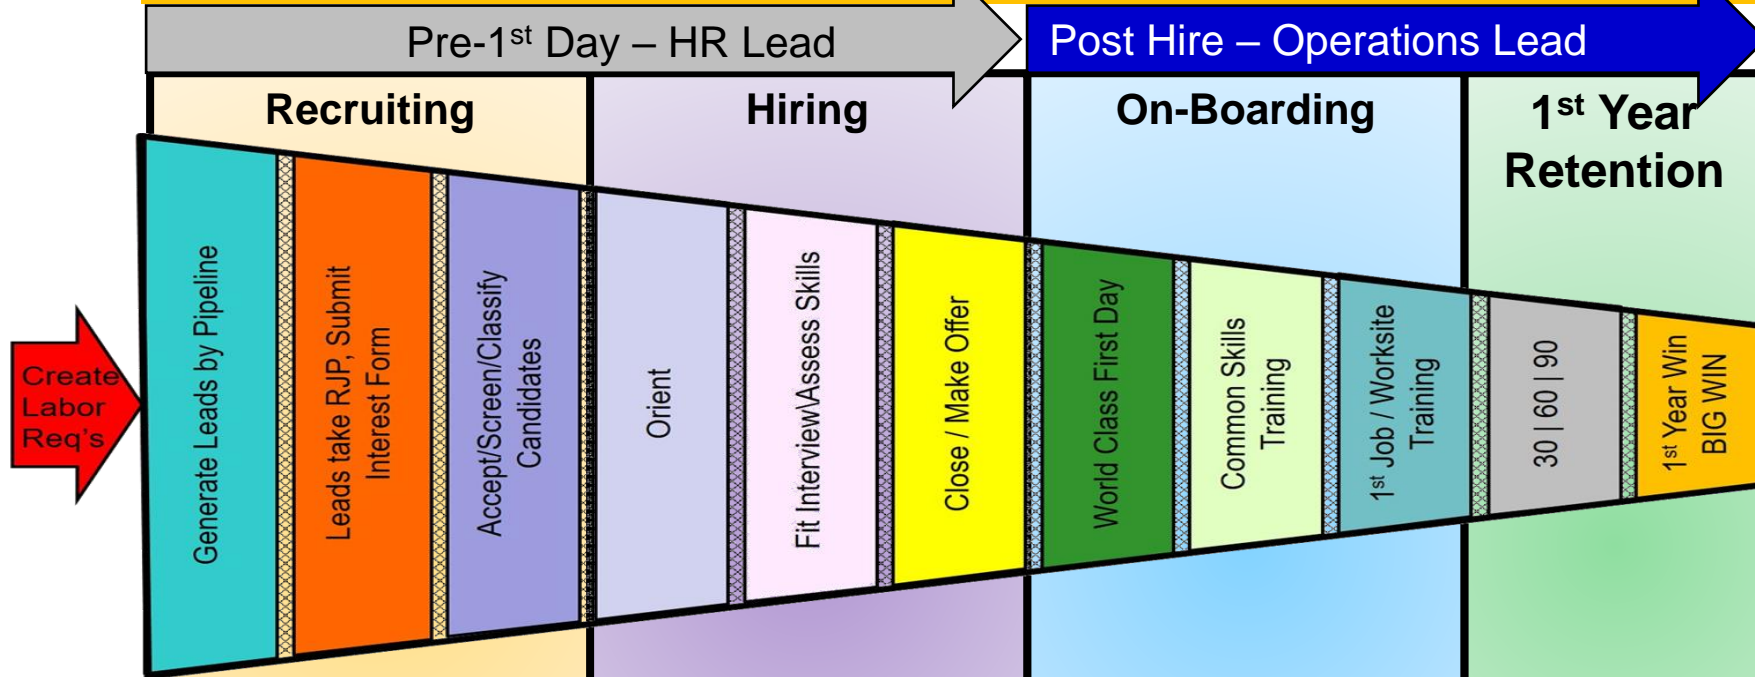 Pre-1st Day – HR Lead
Post Hire – Operations Lead
Recruiting
Hiring
On-Boarding
1st Year
Retention
Create
Labor
Req's
Generate Leads by Pipeline
Leads take RJP, Submit
Interest Form
Accept/Screen/Classify
Candidates
Orient
Fit Interview\Assess Skills
Close / Make Offer
World Class First Day
Common Skills
Training
1st Job / Worksite
Training
30 | 60 | 90
1st Year Win
BIG WIN